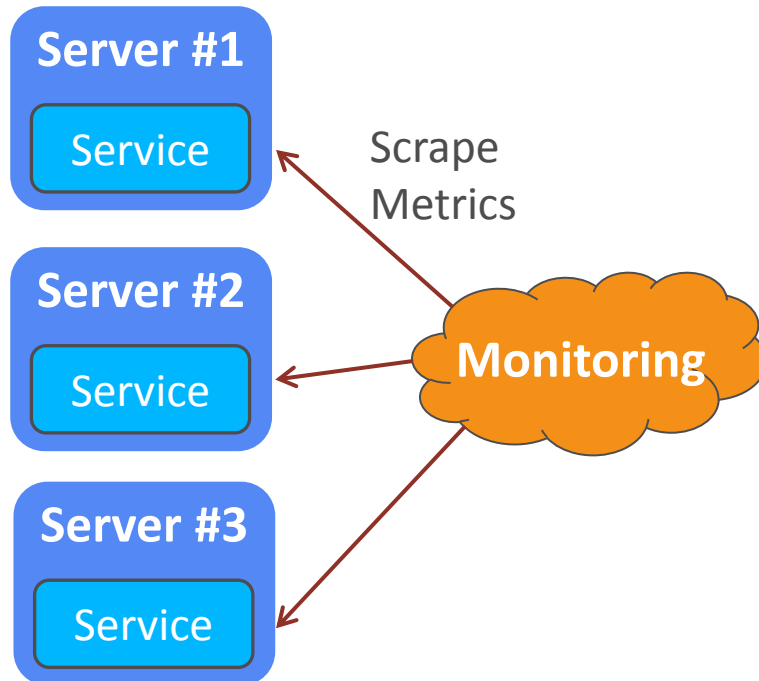 Server #1
Service
Scrape
Metrics
Server #2
Service
Monitoring
Server #3
Service